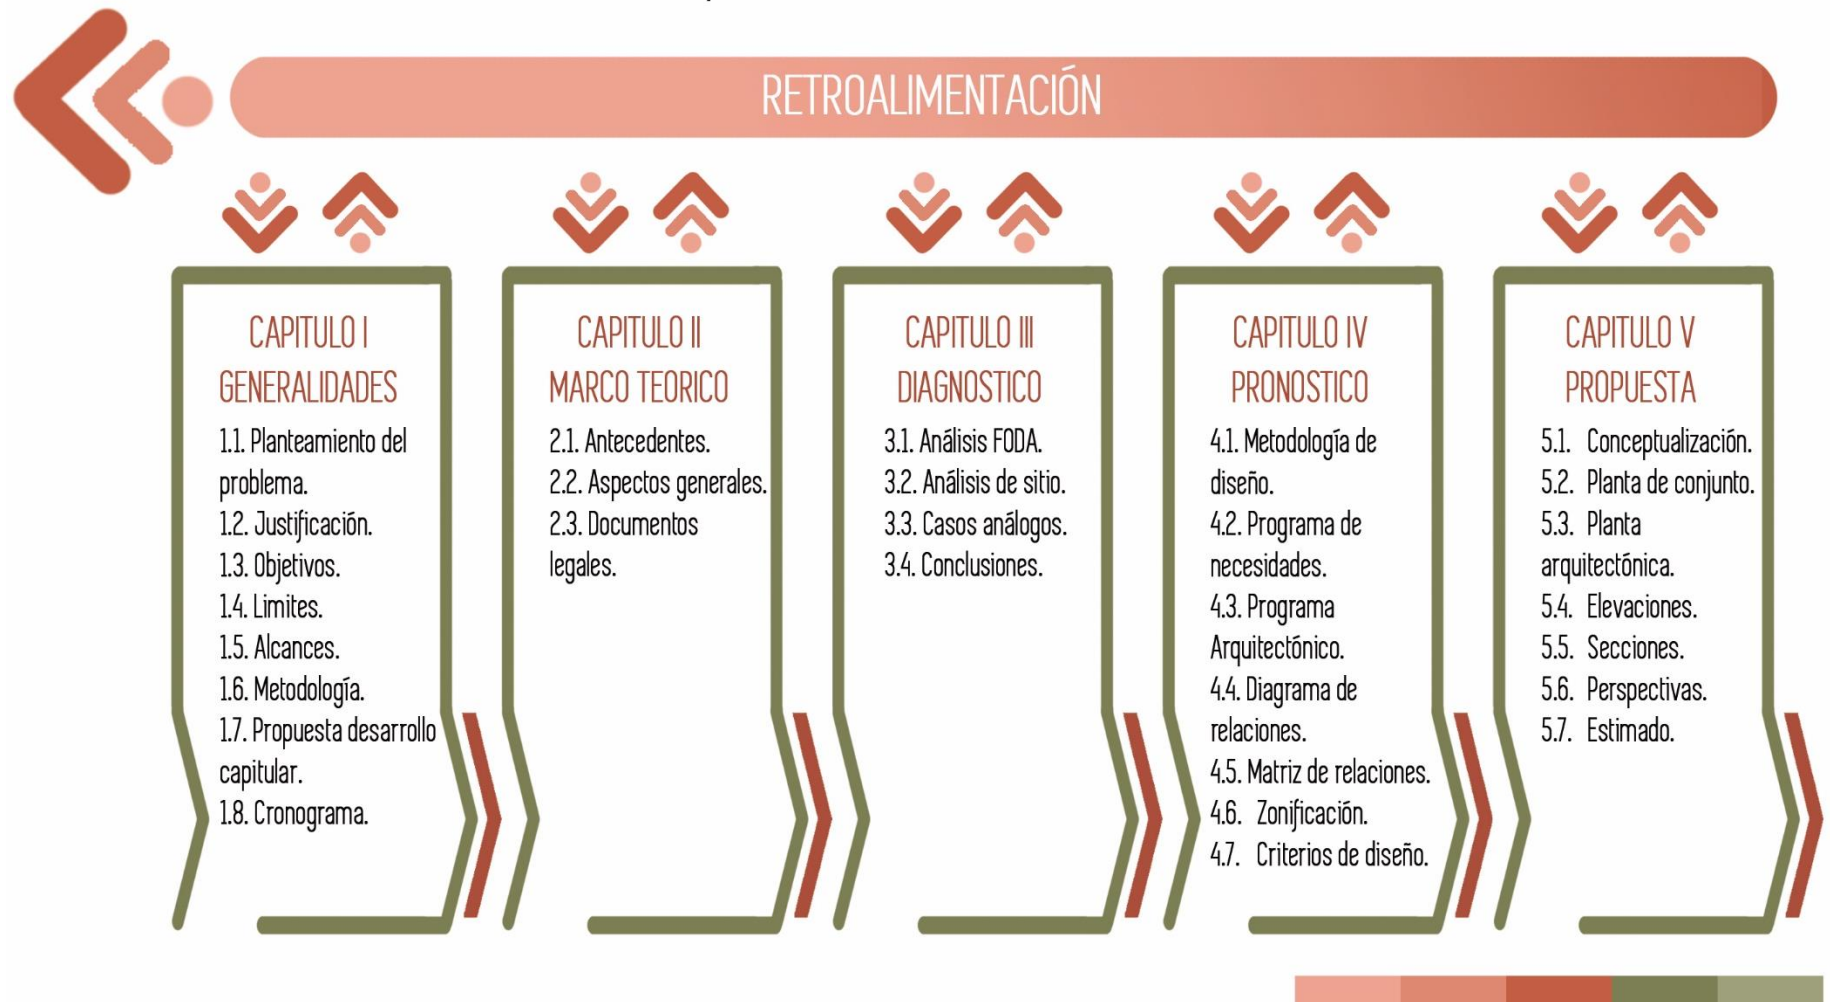 RETROALIMENTACIÓN
CAPITULO I
GENERALIDADES
1.1. Planteamiento del
problema.
1.2. Justificación.
1.3. Objetivos.
1.4. Limites.
1.5. Alcances.
1.6. Metodología.
1.7. Propuesta desarrollo
capitular.
1.8. Cronograma.
CAPITULO II
MARCO TEORICO
2.1. Antecedentes.
2.2. Aspectos generales.
2.3. Documentos
legales.
CAPITULO III
DIAGNOSTICO
3.1. Análisis FODA.
3.2. Análisis de sitio.
3.3. Casos análogos.
3.4. Conclusiones.
CAPITULO IV
PRONOSTICO
4.1. Metodología de
diseño.
4.2. Programa de
necesidades.
4.3. Programa
Arquitectónico.
4.4. Diagrama de
relaciones.
4.5. Matriz de relaciones.
4.6. Zonificación.
4.7. Criterios de diseño.
CAPITULO V
PROPUESTA
5.1. Conceptualización.
5.2. Planta de conjunto.
5.3. Planta
arquitectónica.
5.4. Elevaciones.
5.5. Secciones.
5.6. Perspectivas.
5.7. Estimado.